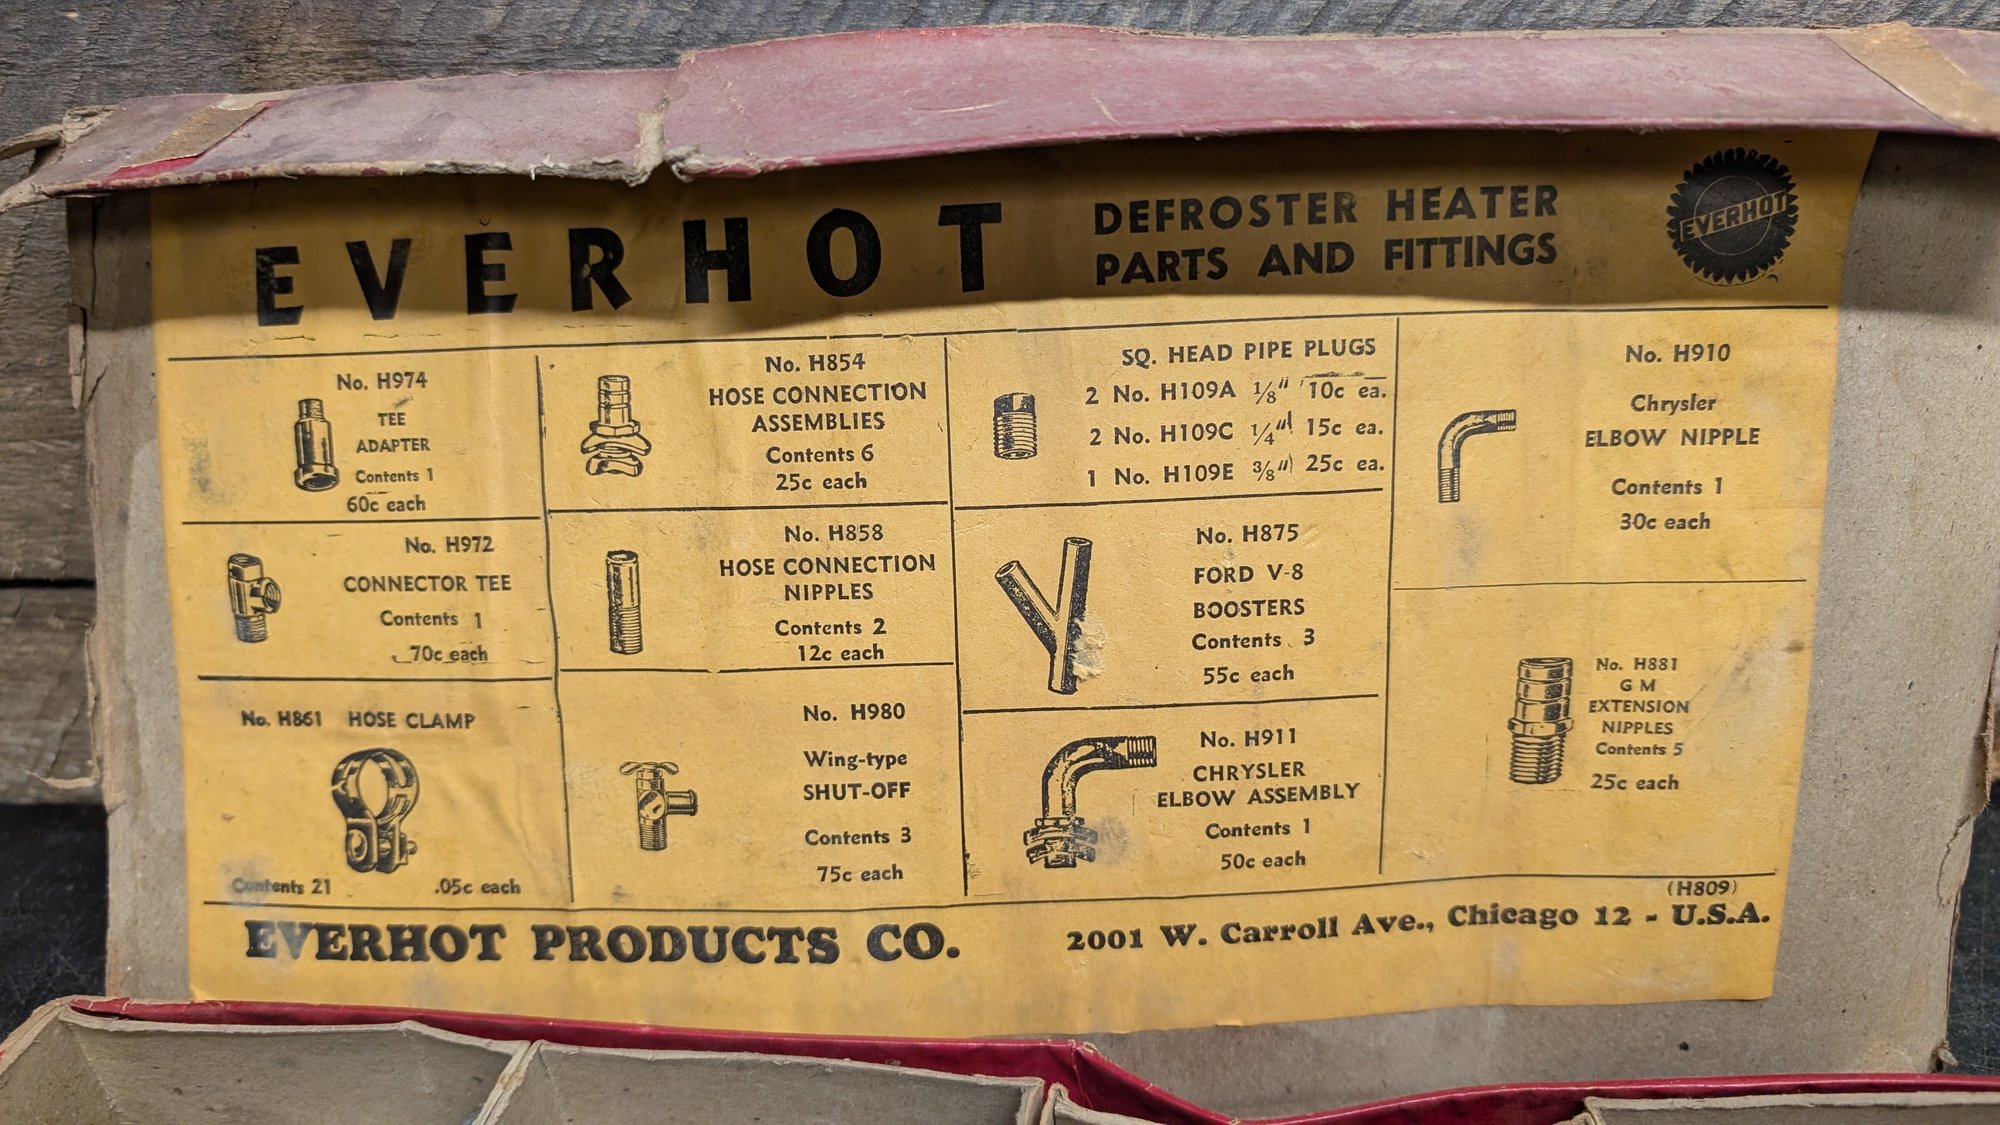 EVERHOT
DEFROSTER HEATER
PARTS AND FITTINGS
EVERHOT
No. H974
TEE
ADAPTER
Contents 1
60c each
No. H854
HOSE CONNECTION
ASSEMBLIES
Contents 6
25c each
SQ. HEAD PIPE PLUGS
2 No. H109A 1/8" 10c ea.
2 No. H109C 1/4" 15c ea.
1 No. H109E 3/8" 25c ea.
No. H910
Chrysler
ELBOW NIPPLE
Contents 1
30c each
No. H972
CONNECTOR TEE
Contents 1
70c each
No. H858
HOSE CONNECTION
NIPPLES
Contents 2
12c each
No. H875
FORD V-8
BOOSTERS
Contents 3
55c each
No. H881
G M
EXTENSION
NIPPLES
Contents 5
25c each
No. H861 HOSE CLAMP
Contents 21 .05c each
No. H980
Wing-type
SHUT-OFF
Contents 3
75c each
No. H911
CHRYSLER
ELBOW ASSEMBLY
Contents 1
50c each
(H809)
EVERHOT PRODUCTS CO. 2001 W. Carroll Ave., Chicago 12 - U.S.A.